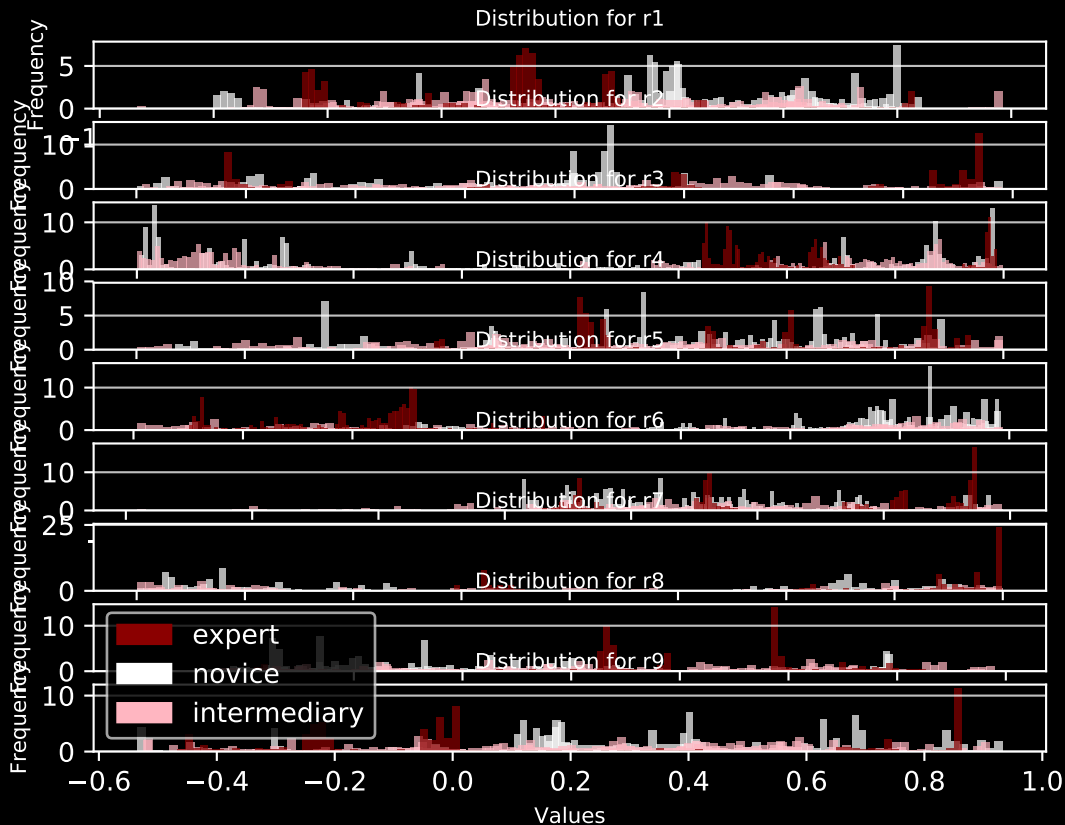 Distribution for r1
Frequency
5
0
Distribution for r2
Frequency
−1
10
0
Distribution for r3
Frequency
10
0
Distribution for r4
Frequency
10
5
0
Distribution for r5
Frequency
10
0
Distribution for r6
Frequency
10
0
Distribution for r7
Frequency
25
0
Distribution for r8
Frequency
10
0
Distribution for r9
Frequency
10
0
expert
novice
intermediary
−0.6 −0.4 −0.2 0.0 0.2 0.4 0.6 0.8 1.0
Values